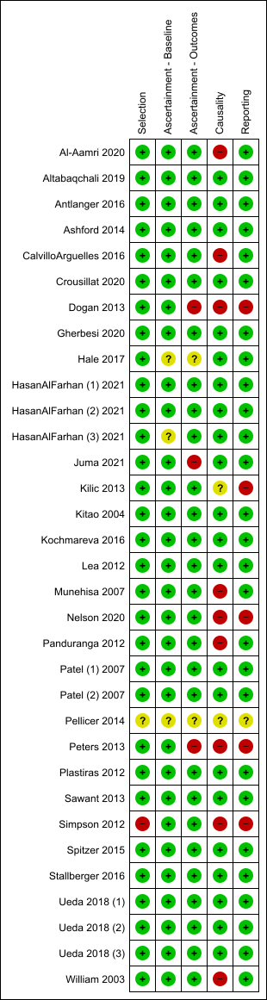 Selection
Ascertainment - Baseline
Ascertainment - Outcomes
Causality
Reporting
Al-Aamri 2020 + + + - +
Altabaqchali 2019 + + + + +
Antlanger 2016 + + + + +
Ashford 2014 + + + + +
CalvilloArguelles 2016 + + + - +
Crousillat 2020 + + + + +
Dogan 2013 + + - - -
Gherbesi 2020 + + + + +
Hale 2017 + ? ? + +
HasanAlFarhan (1) 2021 + + + + +
HasanAlFarhan (2) 2021 + + + + +
HasanAlFarhan (3) 2021 + ? + + +
Juma 2021 + + - + +
Kilic 2013 + + + ? -
Kitao 2004 + + + + +
Kochmareva 2016 + + + + +
Lea 2012 + + + + +
Munehisa 2007 + + + - +
Nelson 2020 + + + - -
Panduranga 2012 + + + - +
Patel (1) 2007 + + + + +
Patel (2) 2007 + + + + +
Pellicer 2014 ? ? ? ? ?
Peters 2013 + + - - -
Plastiras 2012 + + + + +
Sawant 2013 + + + + +
Simpson 2012 - + + - -
Spitzer 2015 + + + + +
Stallberger 2016 + + + + +
Ueda 2018 (1) + + + + +
Ueda 2018 (2) + + + + +
Ueda 2018 (3) + + + + +
William 2003 + + + - +